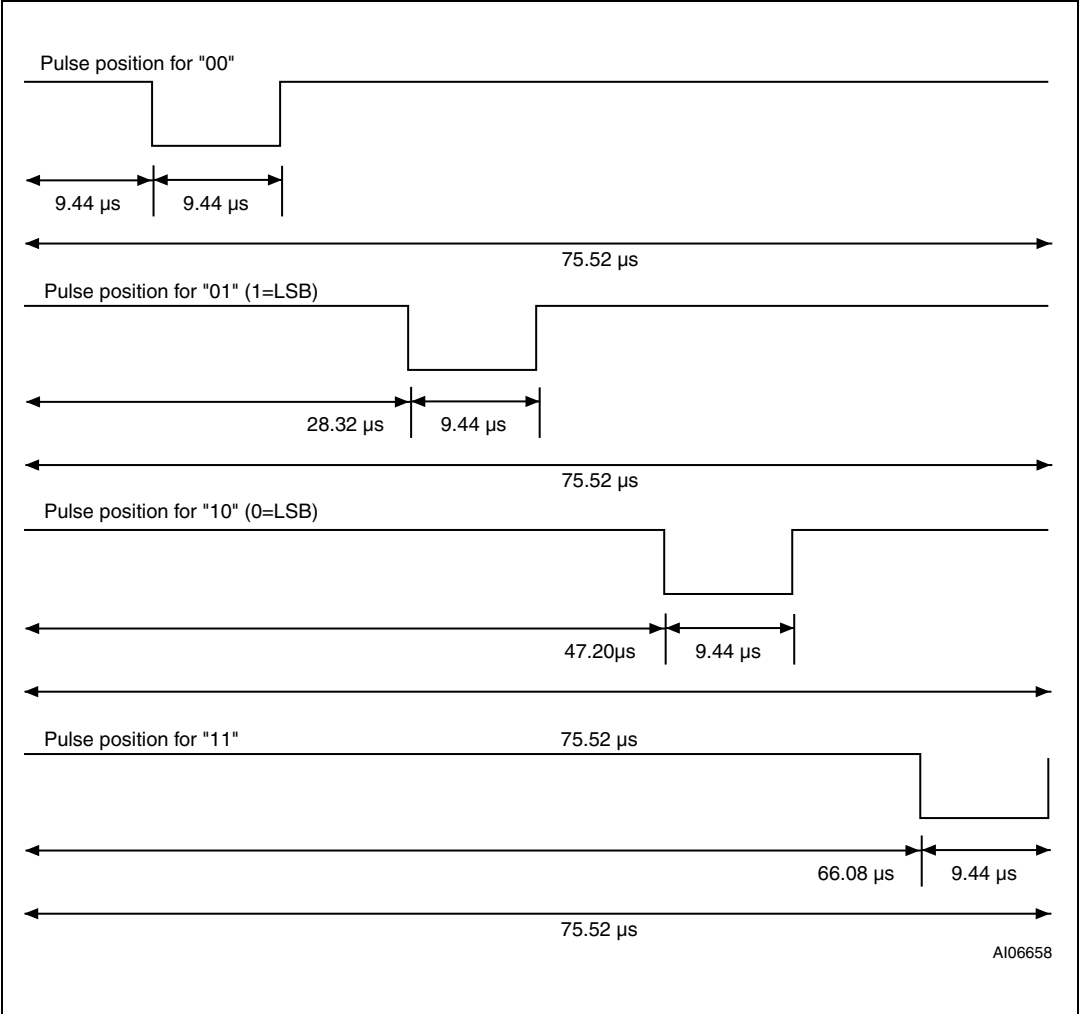 Pulse position for "00"
9.44 µs 9.44 µs
75.52 µs
Pulse position for "01" (1=LSB)
28.32 µs 9.44 µs
75.52 µs
Pulse position for "10" (0=LSB)
47.20µs 9.44 µs
Pulse position for "11" 75.52 µs
66.08 µs 9.44 µs
75.52 µs
AI06658